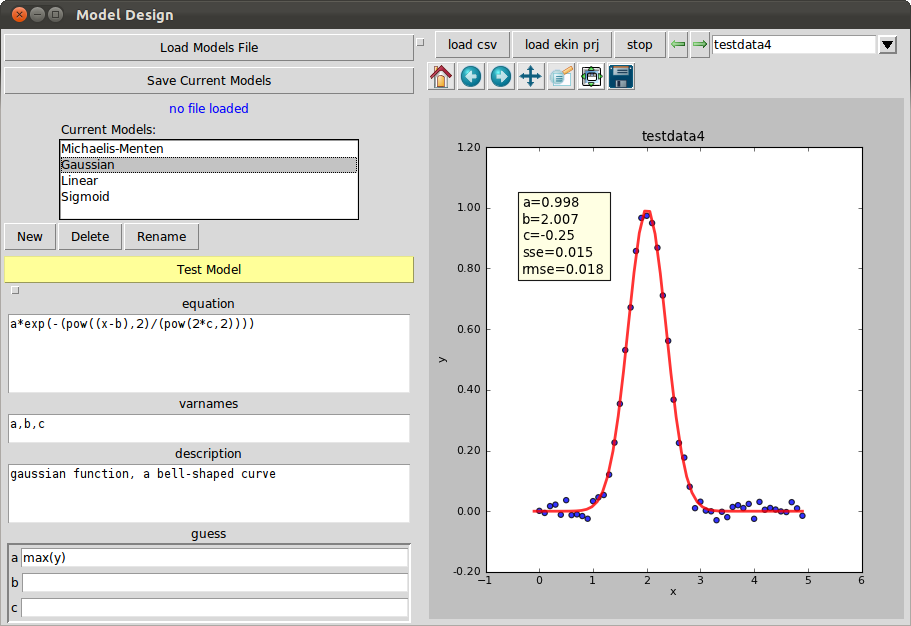 Model Design
Load Models File
Save Current Models
no file loaded
Current Models:
Michaelis-Menten
Gaussian
Linear
Sigmoid
New Delete Rename
Test Model
equation
a*exp(-(pow((x-b),2)/(pow(2*c,2))))
varnames
a,b,c
description
gaussian function, a bell-shaped curve
guess
a max(y)
b
c
load csv load ekin prj stop testdata4
testdata4
1.20
1.00
0.80
0.60
0.40
0.20
0.00
-0.20
y
a=0.998
b=2.007
c=-0.25
sse=0.015
rmse=0.018
−1 0 1 2 3 4 5 6
x